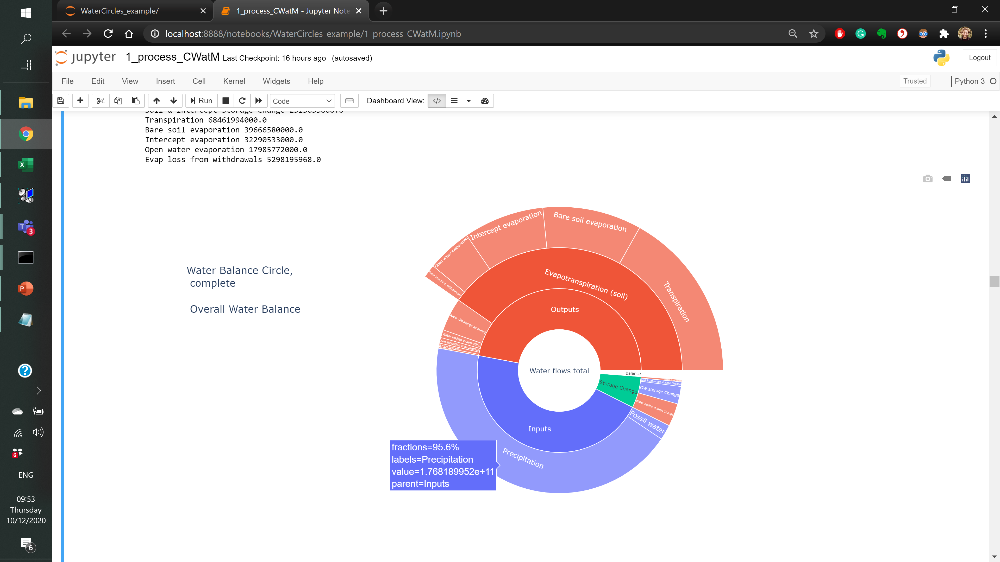 WaterCircles_example/
1_process_CWatM - Jupyter Note
localhost:8888/notebooks/WaterCircles_example/1_process_CWatM.ipynb
jupyter 1_process_CWatM Last Checkpoint: 16 hours ago (autosaved)
Logout
File Edit View Insert Cell Kernel Widgets Help
Trusted Python 3
Run Code Dashboard View:
Transpiration 68461994000.0
Bare soil evaporation 39666580000.0
Intercept evaporation 32290533000.0
Open water evaporation 17985772000.0
Evap loss from withdrawals 5298195968.0
Water Balance Circle,
complete
Overall Water Balance
Bare soil evaporation
Intercept evaporation
Open water evaporation
Evap loss from withdrawals
Transpiration
Evapotranspiration (soil)
Outputs
River discharge at outlet
Water bodies evaporation
non-Irrigation consumption
Water flows total
Balance
Storage Change
Soil & Intercept storage Change
GW storage Change
Water bodies storage Change
Fossil water
Inputs
Precipitation
fractions=95.6%
labels=Precipitation
value=1.768189952e+11
parent=Inputs
3
6
ENG
09:53
Thursday
10/12/2020
6